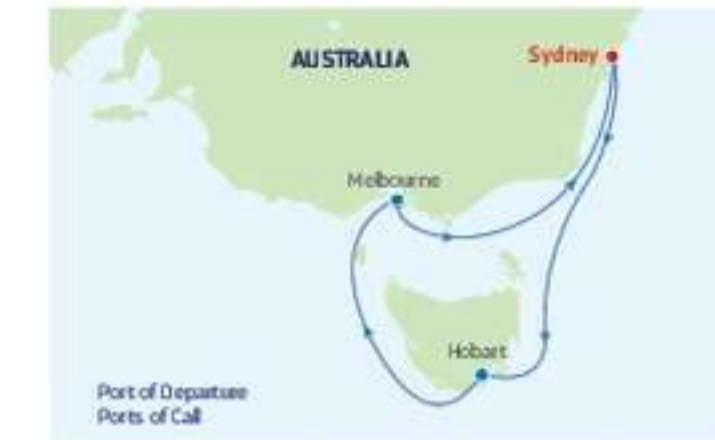 AUSTRALIA
Sydney
Melbourne
Hobart
Port of Departure
Ports of Call